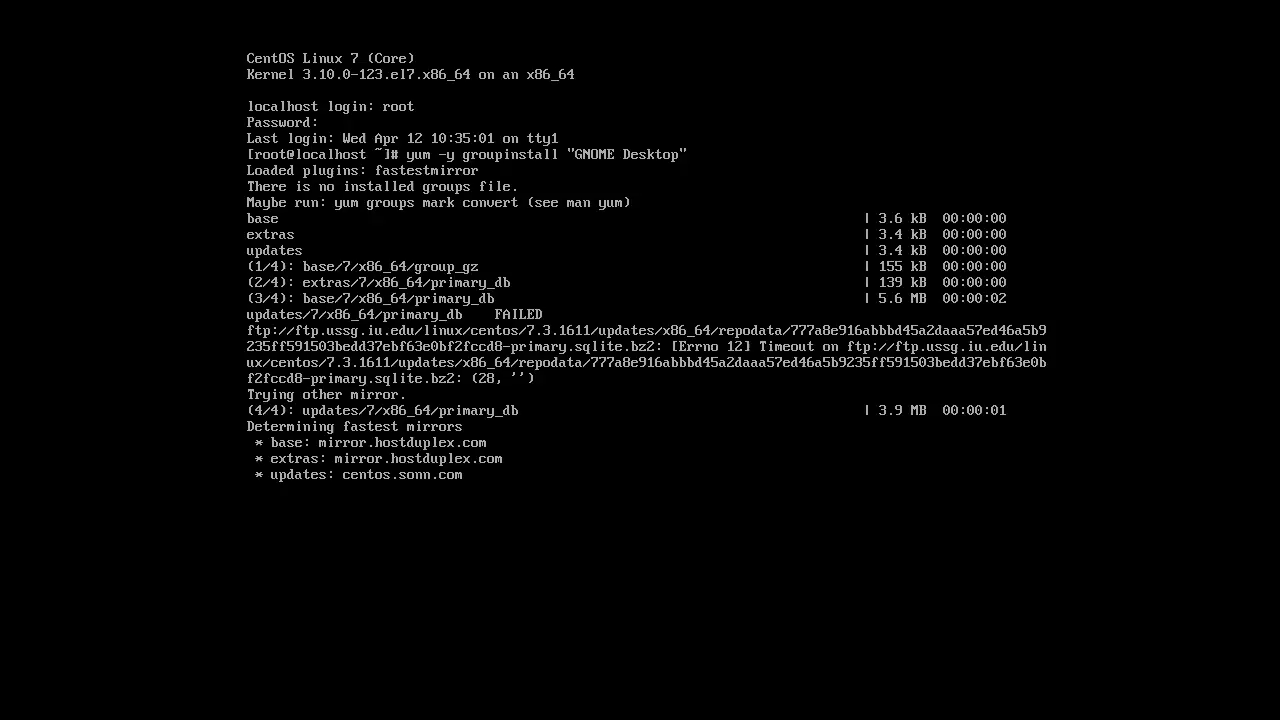 CentOS Linux 7 (Core)
Kernel 3.10.0-123.el7.x86_64 on an x86_64
localhost login: root
Password:
Last login: Wed Apr 12 10:35:01 on tty1
[root@localhost ~]# yum -y groupinstall "GNOME Desktop"
Loaded plugins: fastestmirror
There is no installed groups file.
Maybe run: yum groups mark convert (see man yum)
base | 3.6 kB 00:00:00
extras | 3.4 kB 00:00:00
updates | 3.4 kB 00:00:00
(1/4): base/7/x86_64/group_gz | 155 kB 00:00:00
(2/4): extras/7/x86_64/primary_db | 139 kB 00:00:00
(3/4): base/7/x86_64/primary_db | 5.6 MB 00:00:02
updates/7/x86_64/primary_db FAILED
ftp://ftp.ussg.iu.edu/linux/centos/7.3.1611/updates/x86_64/repodata/777a8e916abbbd45a2daaa57ed46a5b9
235ff591503bedd37ebf63e0bf2fccd8-primary.sqlite.bz2: [Errno 12] Timeout on ftp://ftp.ussg.iu.edu/lin
ux/centos/7.3.1611/updates/x86_64/repodata/777a8e916abbbd45a2daaa57ed46a5b9235ff591503bedd37ebf63e0b
f2fccd8-primary.sqlite.bz2: (28, '')
Trying other mirror.
(4/4): updates/7/x86_64/primary_db | 3.9 MB 00:00:01
Determining fastest mirrors
* base: mirror.hostduplex.com
* extras: mirror.hostduplex.com
* updates: centos.sonn.com